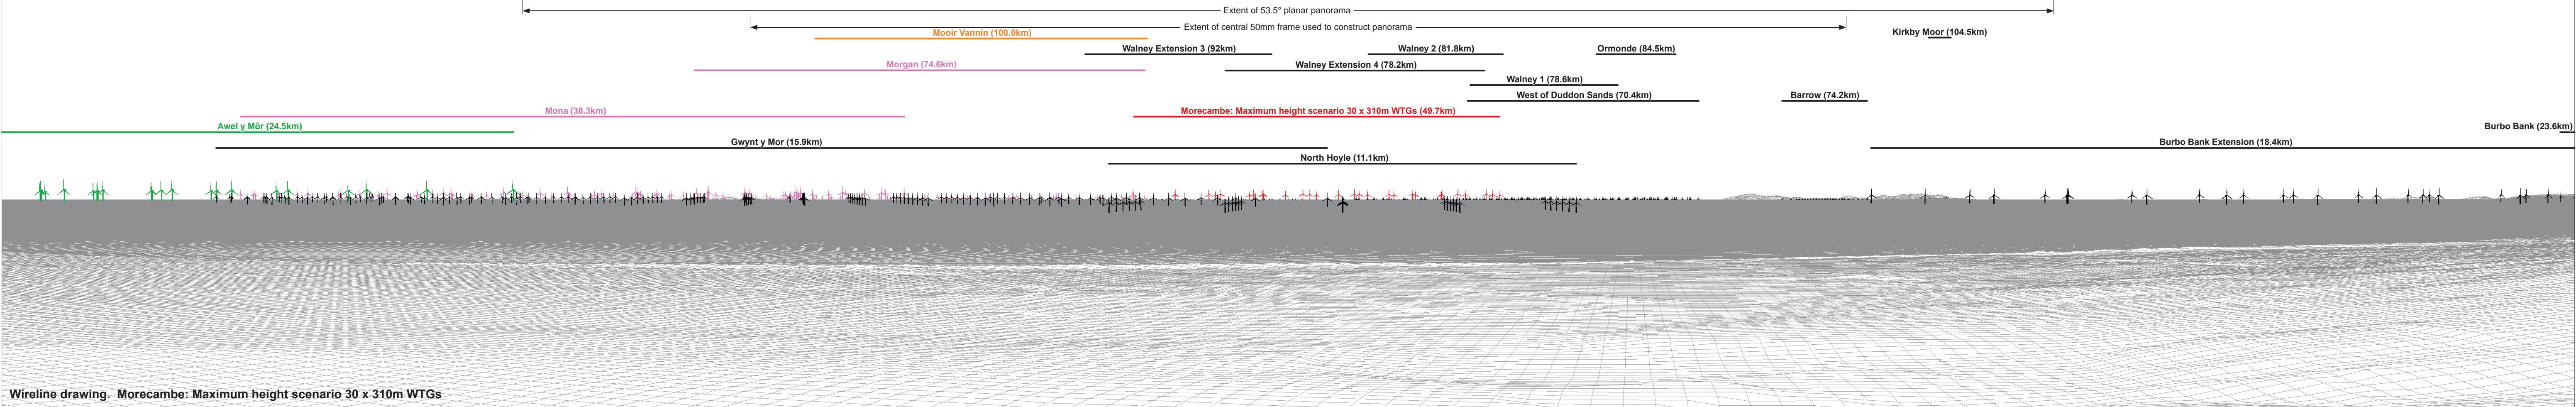 Extent of 53.5° planar panorama
Extent of central 50mm frame used to construct panorama
Mooir Vannin (100.0km)
Kirkby Moor (104.5km)
Walney Extension 3 (92km)
Walney 2 (81.8km)
Ormonde (84.5km)
Morgan (74.6km)
Walney Extension 4 (78.2km)
Walney 1 (78.6km)
West of Duddon Sands (70.4km)
Barrow (74.2km)
Mona (38.3km)
Morecambe: Maximum height scenario 30 x 310m WTGs (49.7km)
Awel y Môr (24.5km)
Burbo Bank (23.6km)
Gwynt y Mor (15.9km)
Burbo Bank Extension (18.4km)
North Hoyle (11.1km)
Wireline drawing. Morecambe: Maximum height scenario 30 x 310m WTGs